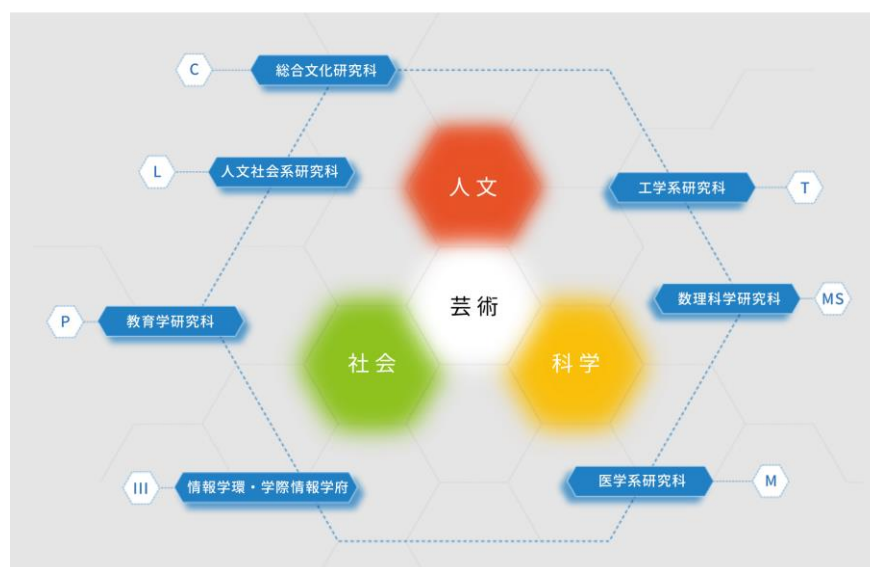 C
総合文化研究科
L
人文社会系研究科
人文
工学系研究科
T
芸術
数理科学研究科
MS
P
教育学研究科
社会
科学
III
情報学環・学際情報学府
医学系研究科
M